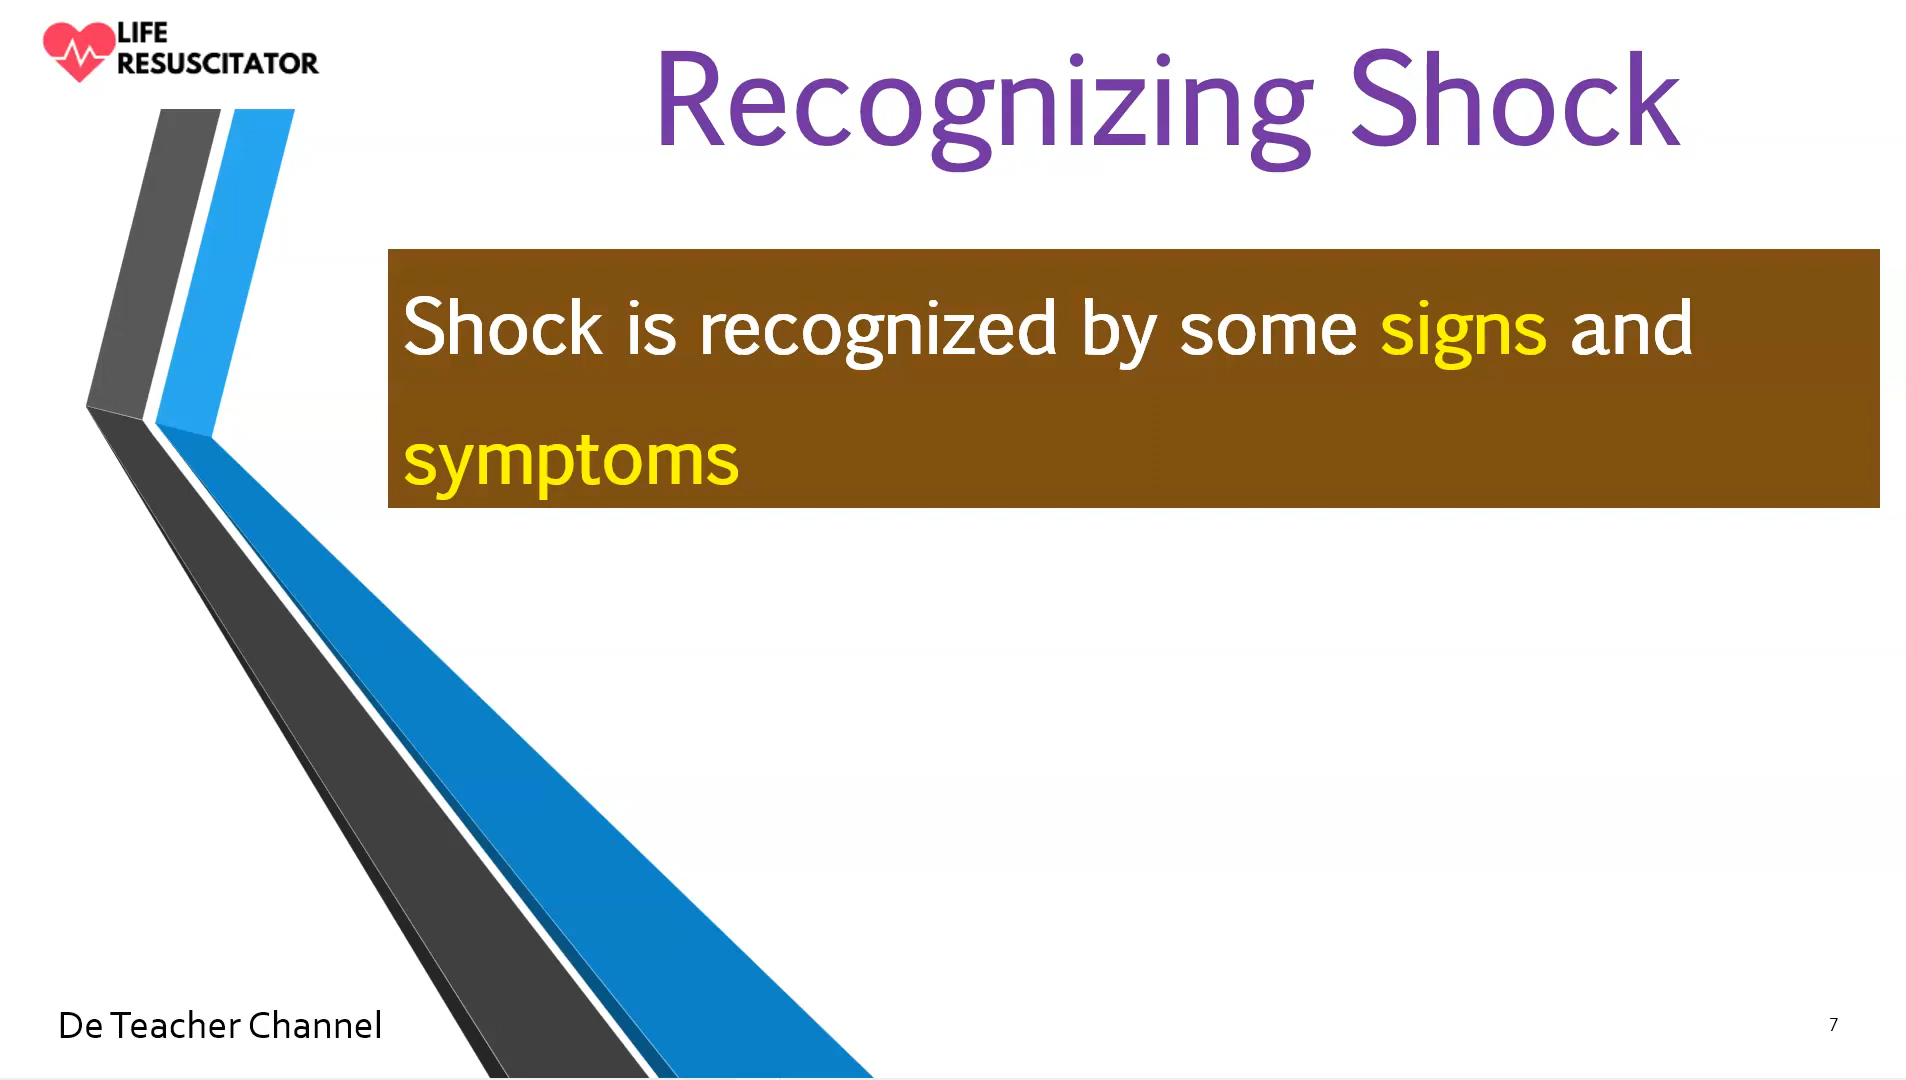 LIFE
RESUSCITATOR
Recognizing Shock
Shock is recognized by some signs and
symptoms
De Teacher Channel
7